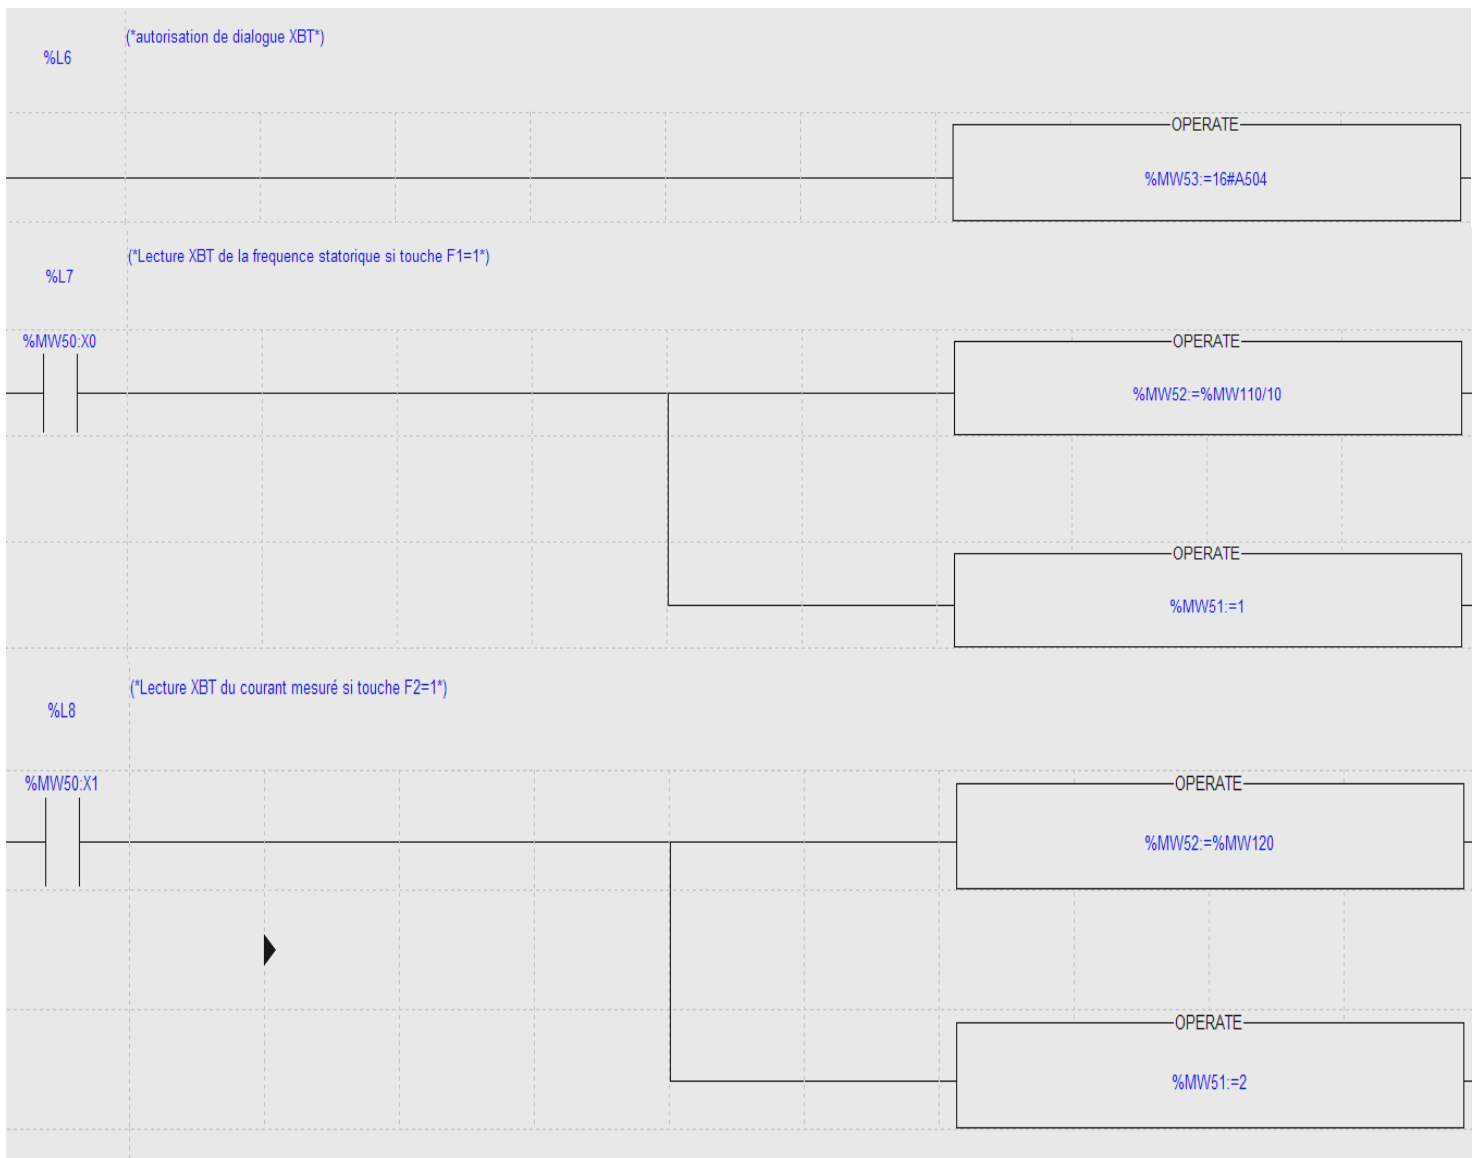 (*autorisation de dialogue XBT*)
%L6
OPERATE
%MW53:=16#A504
(*Lecture XBT de la frequence statorique si touche F1=1*)
%L7
%MW50:X0
OPERATE
%MW52:=%MW110/10
OPERATE
%MW51:=1
(*Lecture XBT du courant mesuré si touche F2=1*)
%L8
%MW50:X1
OPERATE
%MW52:=%MW120
OPERATE
%MW51:=2